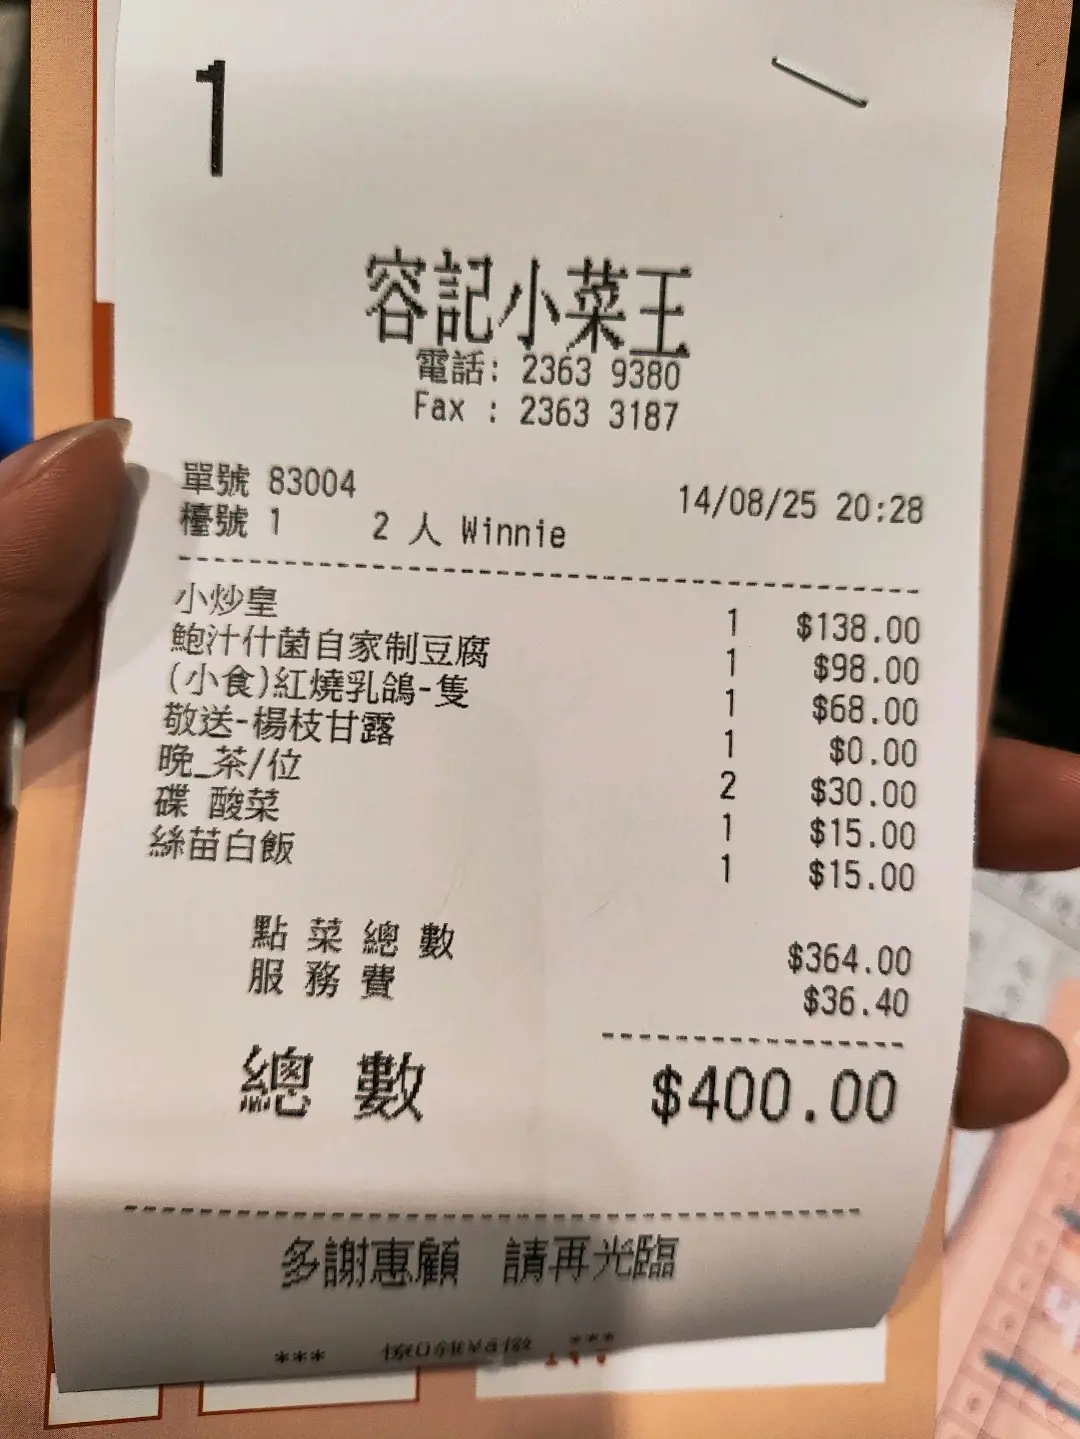 1
容記小菜王
電話: 2363 9380
Fax : 2363 3187
單號 83004 14/08/25 20:28
檯號 1 2 人 Winnie
小炒皇 1 $138.00
鮑汁什菌自家制豆腐 1 $98.00
(小食)紅燒乳鴿-隻 1 $68.00
敬送-楊枝甘露 1 $0.00
晚_茶/位 2 $30.00
碟 酸菜 1 $15.00
絲苗白飯 1 $15.00
點菜總數 $364.00
服務費 $36.40
總數 $400.00
多謝惠顧 請再光臨